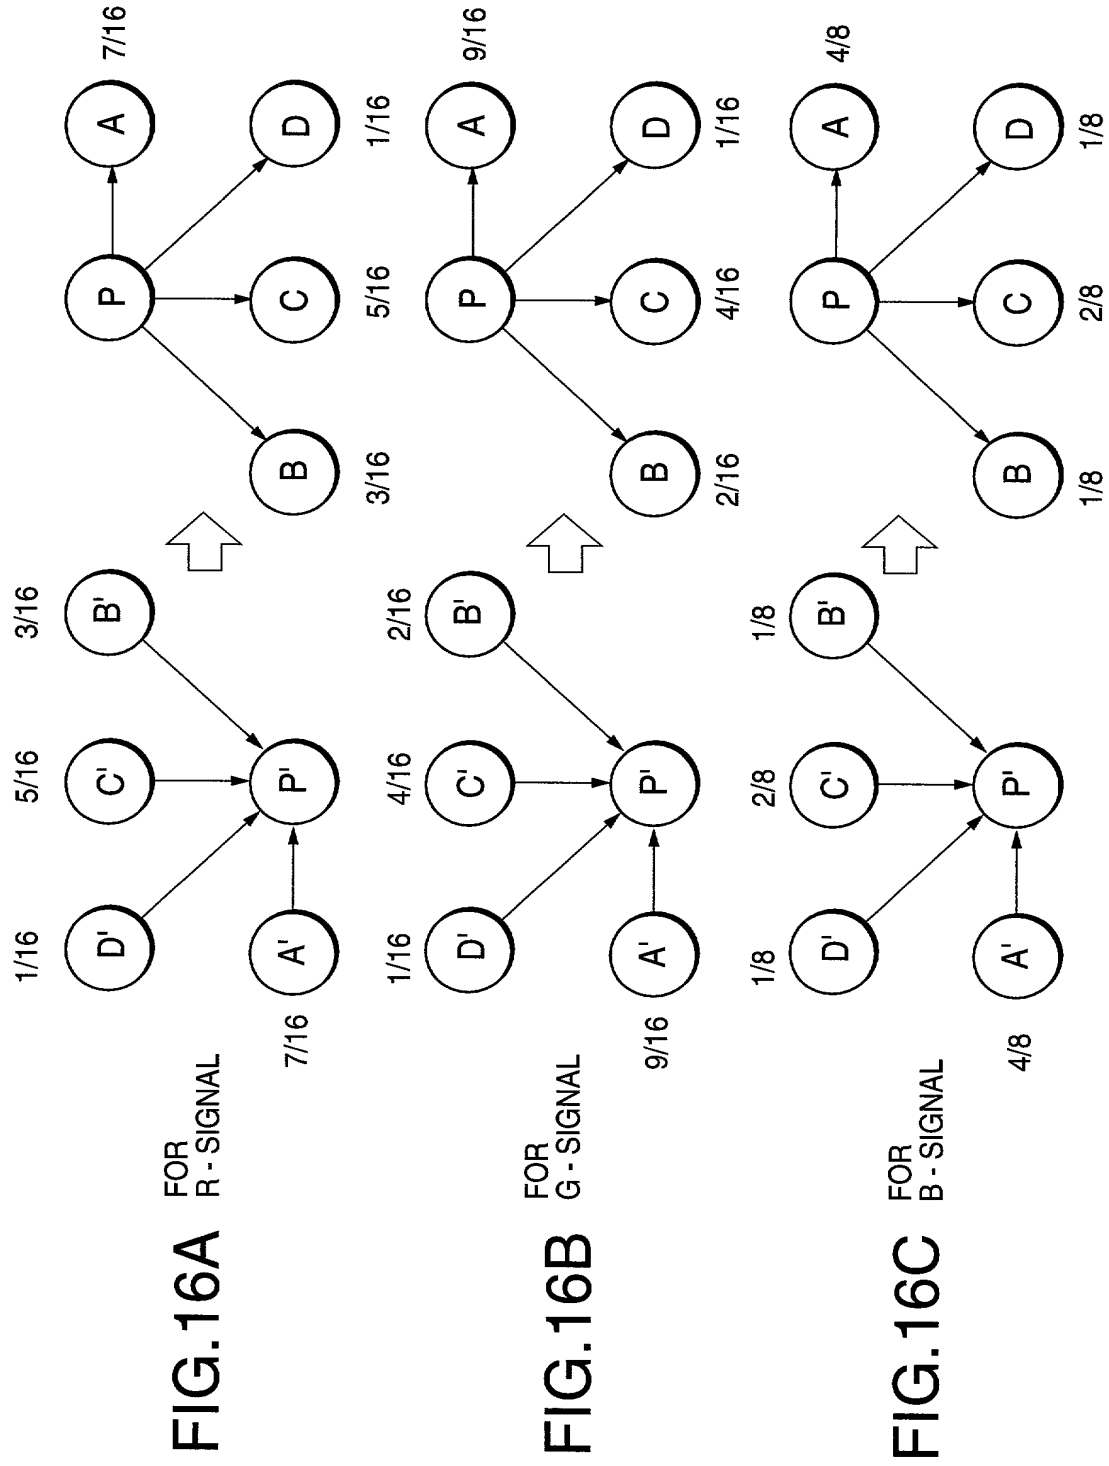 FIG.16A
FOR
R - SIGNAL
1/16
5/16
3/16
D'
C'
B'
A'
P'
7/16
P
A
7/16
B
C
D
3/16
5/16
1/16
FIG.16B
FOR
G - SIGNAL
1/16
4/16
2/16
D'
C'
B'
A'
P'
9/16
P
A
9/16
B
C
D
2/16
4/16
1/16
FIG.16C
FOR
B - SIGNAL
1/8
2/8
1/8
D'
C'
B'
A'
P'
4/8
P
A
4/8
B
C
D
1/8
2/8
1/8